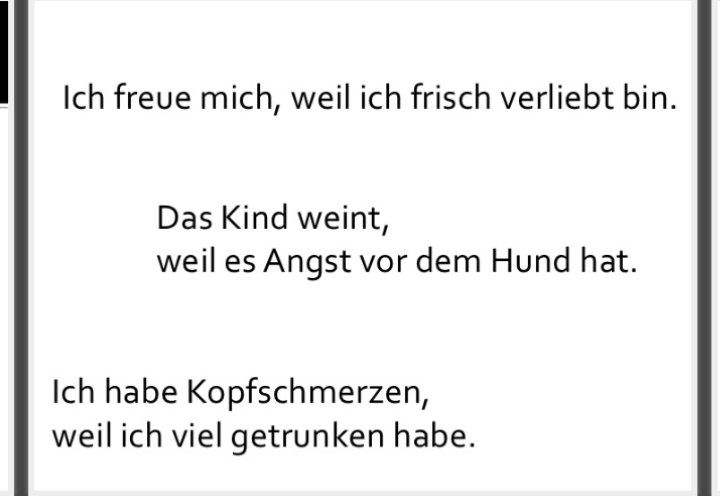 Ich freue mich, weil ich frisch verliebt bin.
Das Kind weint,
weil es Angst vor dem Hund hat.
Ich habe Kopfschmerzen,
weil ich viel getrunken habe.